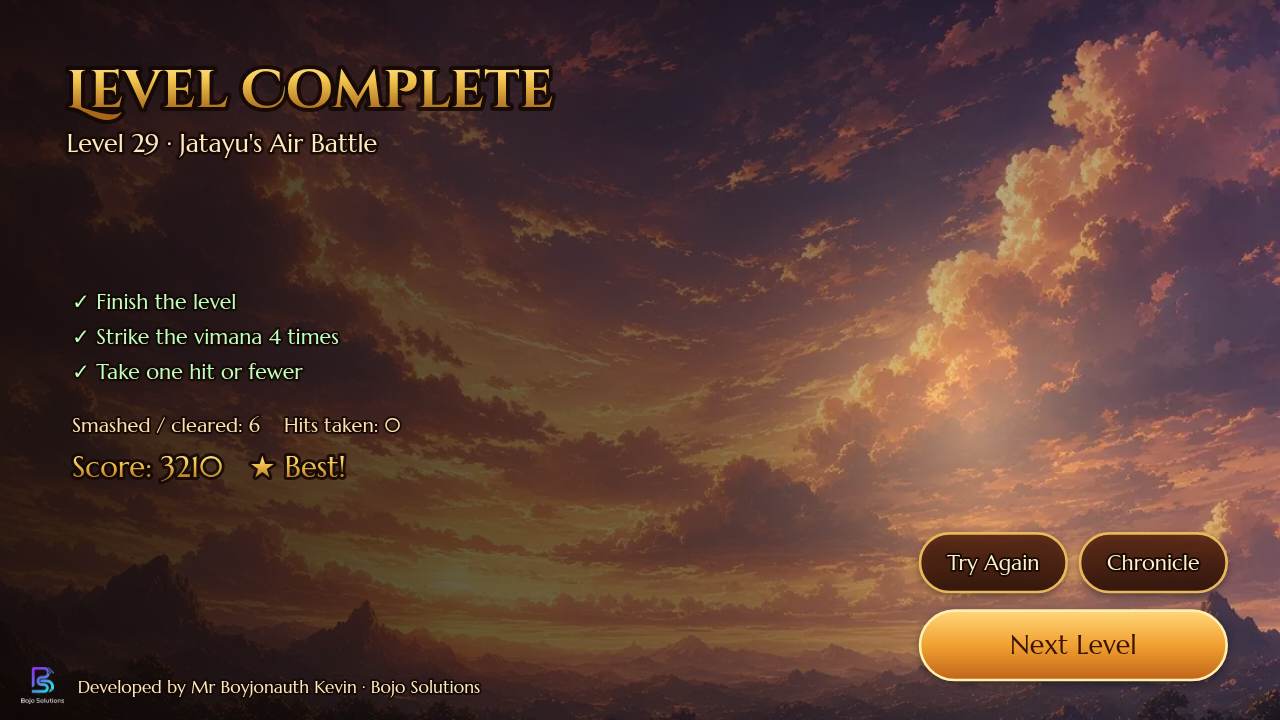 Level Complete
Level 29 · Jatayu's Air Battle
✓ Finish the level
✓ Strike the vimana 4 times
✓ Take one hit or fewer
Smashed / cleared: 6 Hits taken: 0
Score: 3210 ★ Best!
Try Again
Chronicle
Next Level
Bojo Solutions
Developed by Mr Boyjonauth Kevin · Bojo Solutions